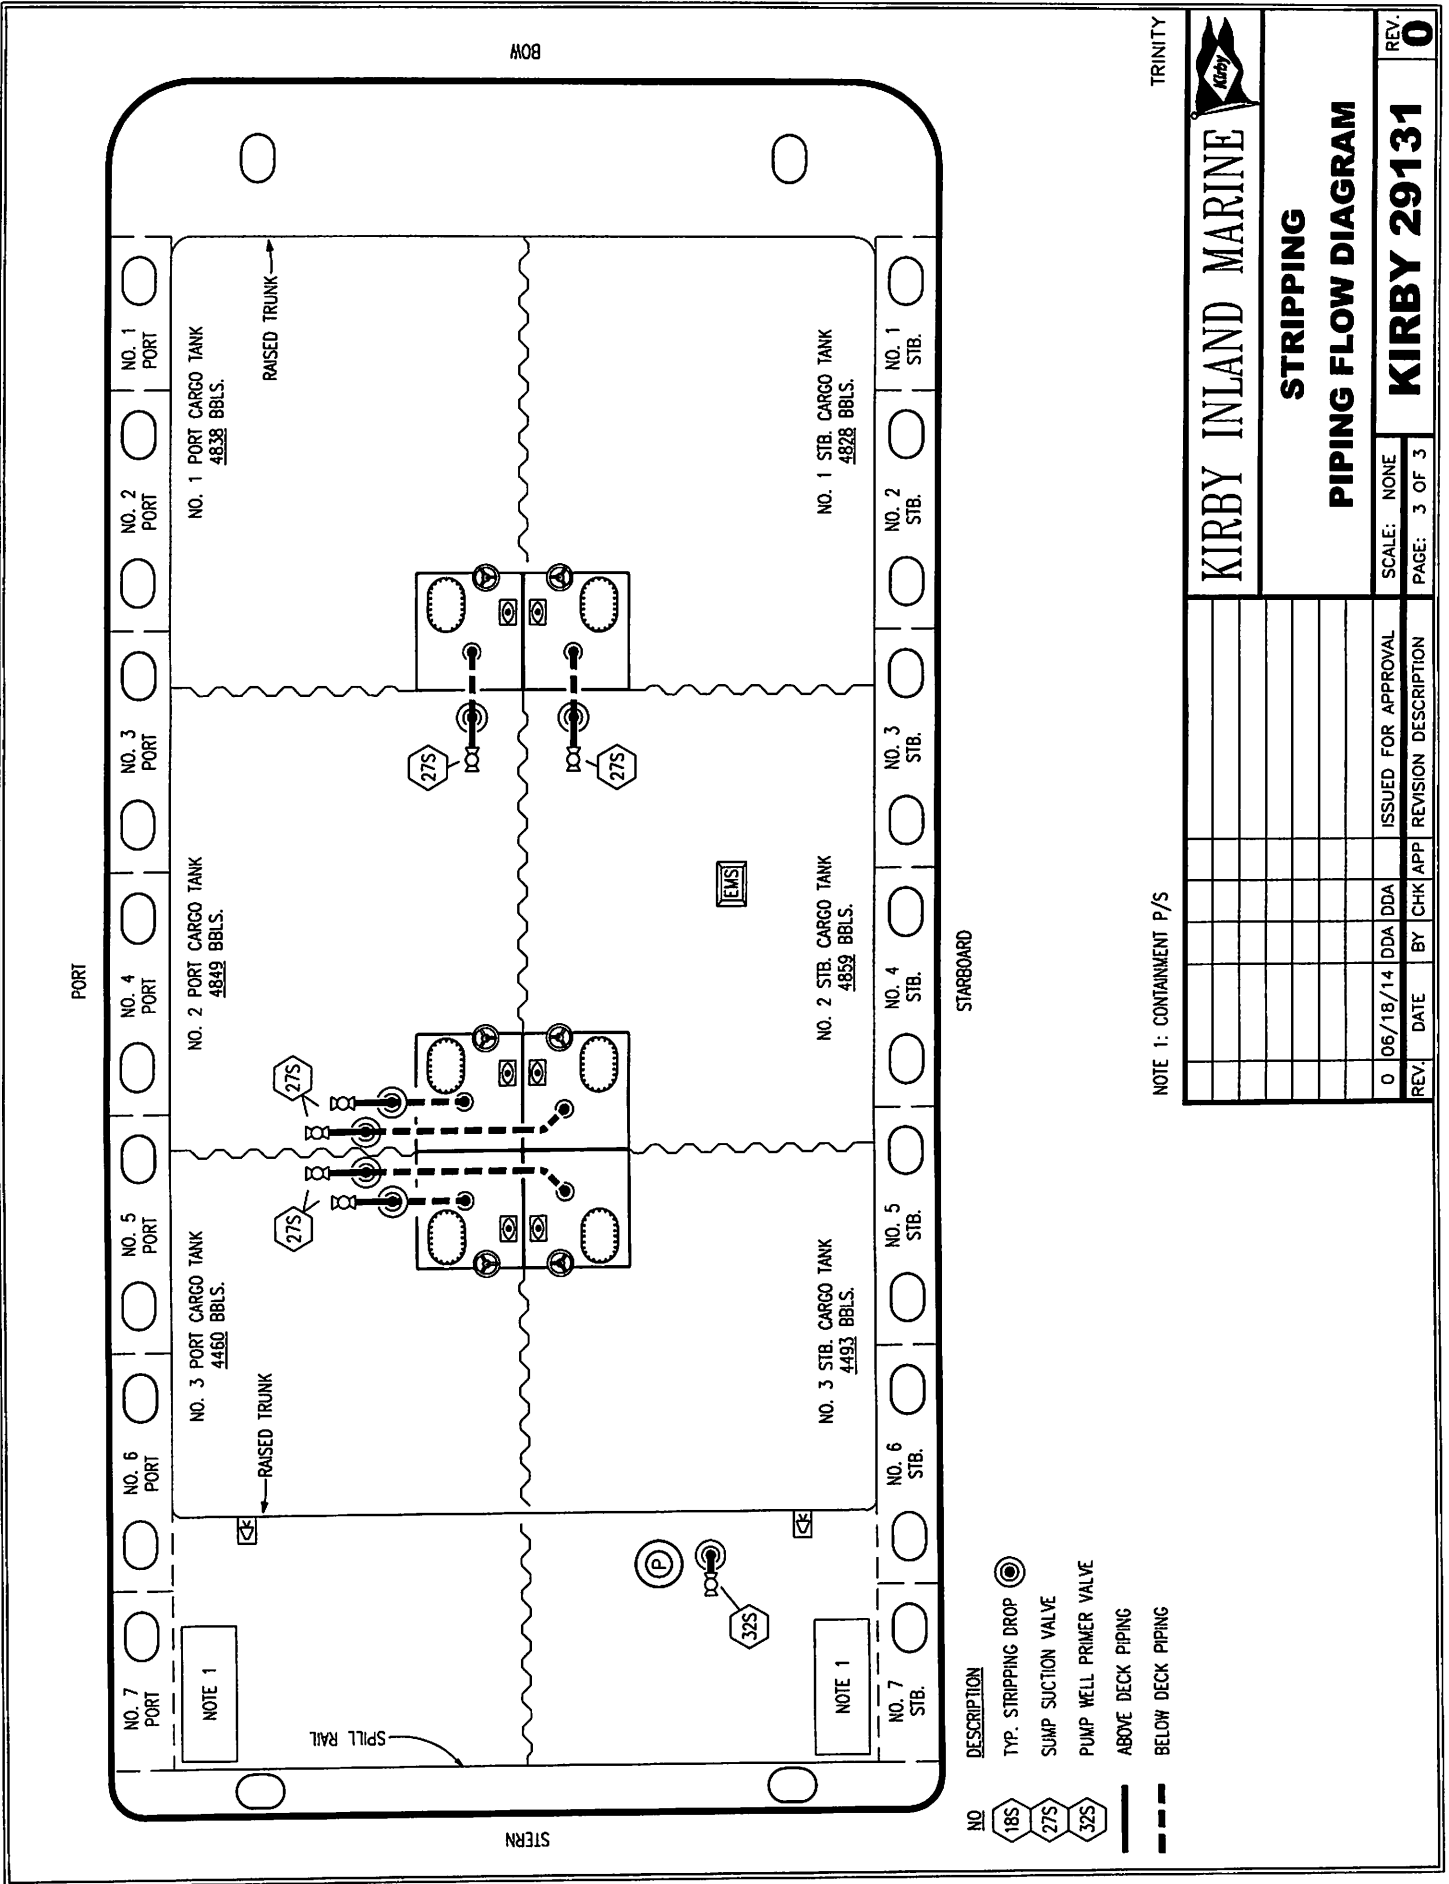 PORT
BOW
STERN
STARBOARD
NO. 7
PORT
NO. 6
PORT
NO. 5
PORT
NO. 4
PORT
NO. 3
PORT
NO. 2
PORT
NO. 1
PORT
NOTE 1
SPILL RAIL
RAISED TRUNK
RAISED TRUNK
NO. 3 PORT CARGO TANK
4460 BBLS.
NO. 2 PORT CARGO TANK
4849 BBLS.
NO. 1 PORT CARGO TANK
4838 BBLS.
27S
27S
27S
27S
EMS
P
32S
NO. 3 STB. CARGO TANK
4493 BBLS.
NO. 2 STB. CARGO TANK
4859 BBLS.
NO. 1 STB. CARGO TANK
4828 BBLS.
NOTE 1
NO. 7
STB.
NO. 6
STB.
NO. 5
STB.
NO. 4
STB.
NO. 3
STB.
NO. 2
STB.
NO. 1
STB.
NO DESCRIPTION
18S TYP. STRIPPING DROP
27S SUMP SUCTION VALVE
32S PUMP WELL PRIMER VALVE
ABOVE DECK PIPING
BELOW DECK PIPING
NOTE 1: CONTAINMENT P/S
TRINITY
KIRBY INLAND MARINE
Kirby
STRIPPING
PIPING FLOW DIAGRAM
0 06/18/14 DDA DDA ISSUED FOR APPROVAL
REV. DATE BY CHK APP REVISION DESCRIPTION
SCALE: NONE
PAGE: 3 OF 3
KIRBY 29131
REV.
0